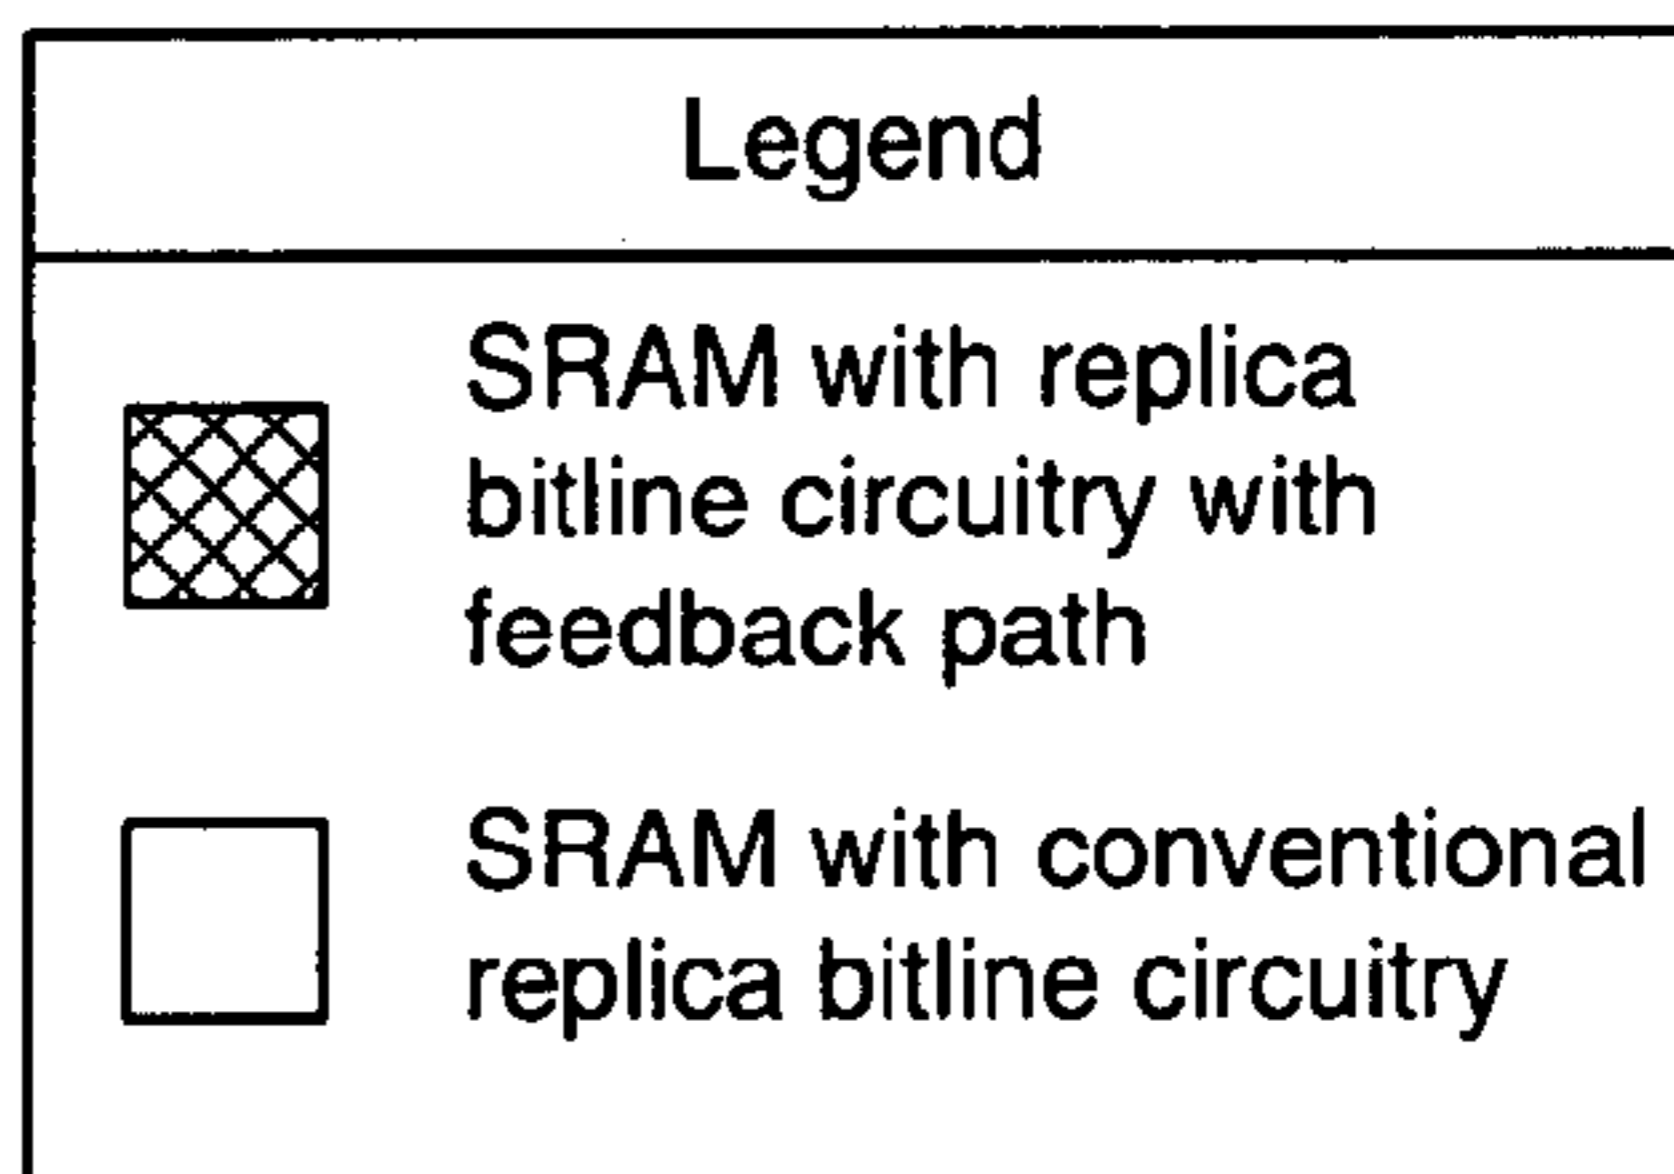 Legend
SRAM with replica
bitline circuitry with
feedback path
SRAM with conventional
replica bitline circuitry